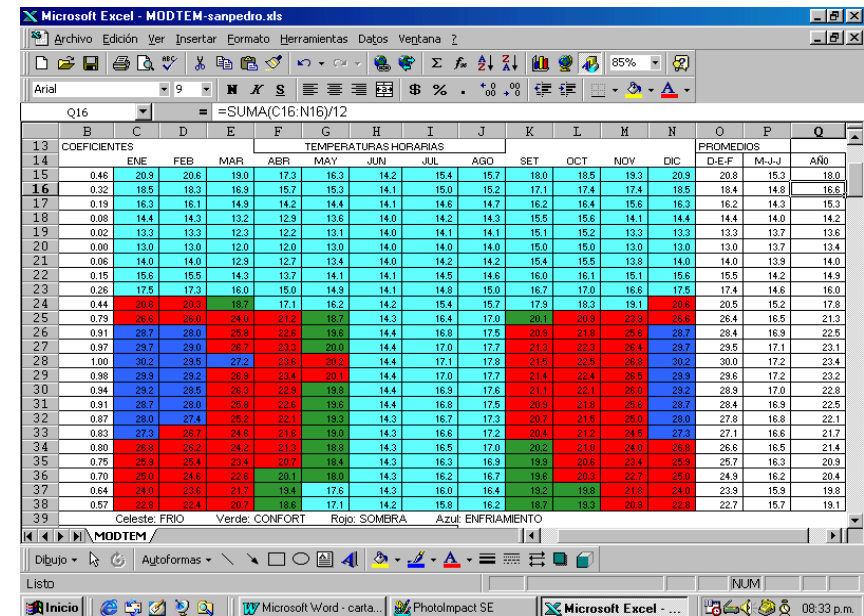 Microsoft Excel - MODTEM-sanpedro.xls
Archivo Edición Ver Insertar Formato Herramientas Datos Ventana ?
Σ fx 85%
Arial 9 N K S $ %
Q16 = =SUMA(C16:N16)/12
B C D E F G H I J K L M N O P Q
13 COEFICIENTES TEMPERATURAS HORARIAS PROMEDIOS
14 ENE FEB MAR ABR MAY JUN JUL AGO SET OCT NOV DIC D-E-F M-J-J AÑO
15 0.46 20.9 20.6 19.0 17.3 16.3 14.2 15.4 15.7 18.0 18.5 19.3 20.9 20.8 15.3 18.0
16 0.32 18.5 18.3 16.9 15.7 15.3 14.1 15.0 15.2 17.1 17.4 17.4 18.5 18.4 14.8 16.6
17 0.19 16.3 16.1 14.9 14.2 14.4 14.1 14.6 14.7 16.2 16.4 15.6 16.3 16.2 14.3 15.3
18 0.08 14.4 14.3 13.2 12.9 13.6 14.0 14.2 14.3 15.5 15.6 14.1 14.4 14.4 14.0 14.2
19 0.02 13.3 13.3 12.3 12.2 13.1 14.0 14.1 14.1 15.1 15.2 13.3 13.3 13.3 13.7 13.6
20 0.00 13.0 13.0 12.0 12.0 13.0 14.0 14.0 14.0 15.0 15.0 13.0 13.0 13.0 13.7 13.4
21 0.06 14.0 14.0 12.9 12.7 13.4 14.0 14.2 14.2 15.4 15.5 13.8 14.0 14.0 13.9 14.0
22 0.15 15.6 15.5 14.3 13.7 14.1 14.1 14.5 14.6 16.0 16.1 15.1 15.6 15.5 14.2 14.9
23 0.26 17.5 17.3 16.0 15.0 14.9 14.1 14.8 15.0 16.7 17.0 16.6 17.5 17.4 14.6 16.0
24 0.44 20.6 20.3 18.7 17.1 16.2 14.2 15.4 15.7 17.9 18.3 19.1 20.6 20.5 15.2 17.8
25 0.79 26.6 26.0 24.0 21.2 18.7 14.3 16.4 17.0 20.1 20.9 23.9 26.6 26.4 16.5 21.3
26 0.91 28.7 28.0 25.8 22.6 19.6 14.4 16.8 17.5 20.9 21.8 25.6 28.7 28.4 16.9 22.5
27 0.97 29.7 29.0 26.7 23.3 20.0 14.4 17.0 17.7 21.3 22.3 26.4 29.7 29.5 17.1 23.1
28 1.00 30.2 29.5 27.2 23.6 20.2 14.4 17.1 17.8 21.5 22.5 26.8 30.2 30.0 17.2 23.4
29 0.98 29.9 29.2 26.9 23.4 20.1 14.4 17.0 17.7 21.4 22.4 26.5 29.9 29.6 17.2 23.2
30 0.94 29.2 28.5 26.3 22.9 19.8 14.4 16.9 17.6 21.1 22.1 26.0 29.2 28.9 17.0 22.8
31 0.91 28.7 28.0 25.8 22.6 19.6 14.4 16.8 17.5 20.9 21.8 25.6 28.7 28.4 16.9 22.5
32 0.87 28.0 27.4 25.2 22.1 19.3 14.3 16.7 17.3 20.7 21.5 25.0 28.0 27.8 16.8 22.1
33 0.83 27.3 26.7 24.6 21.6 19.0 14.3 16.6 17.2 20.4 21.2 24.5 27.3 27.1 16.6 21.7
34 0.80 26.8 26.2 24.2 21.3 18.8 14.3 16.5 17.0 20.2 21.0 24.0 26.8 26.6 16.5 21.4
35 0.75 25.9 25.4 23.4 20.7 18.4 14.3 16.3 16.9 19.9 20.6 23.4 25.9 25.7 16.3 20.9
36 0.70 25.0 24.6 22.6 20.1 18.0 14.3 16.2 16.7 19.6 20.3 22.7 25.0 24.9 16.2 20.4
37 0.64 24.0 23.6 21.7 19.4 17.6 14.3 16.0 16.4 19.2 19.8 21.8 24.0 23.9 15.9 19.8
38 0.57 22.8 22.4 20.7 18.6 17.1 14.2 15.8 16.2 18.7 19.3 20.9 22.8 22.7 15.7 19.1
39 Celeste: FRIO Verde: CONFORT Rojo: SOMBRA Azul: ENFRIAMIENTO
MODTEM
Dibujo Autoformas
Listo NUM
Inicio Microsoft Word - carta... PhotoImpact SE Microsoft Excel - ... 08:33 p.m.